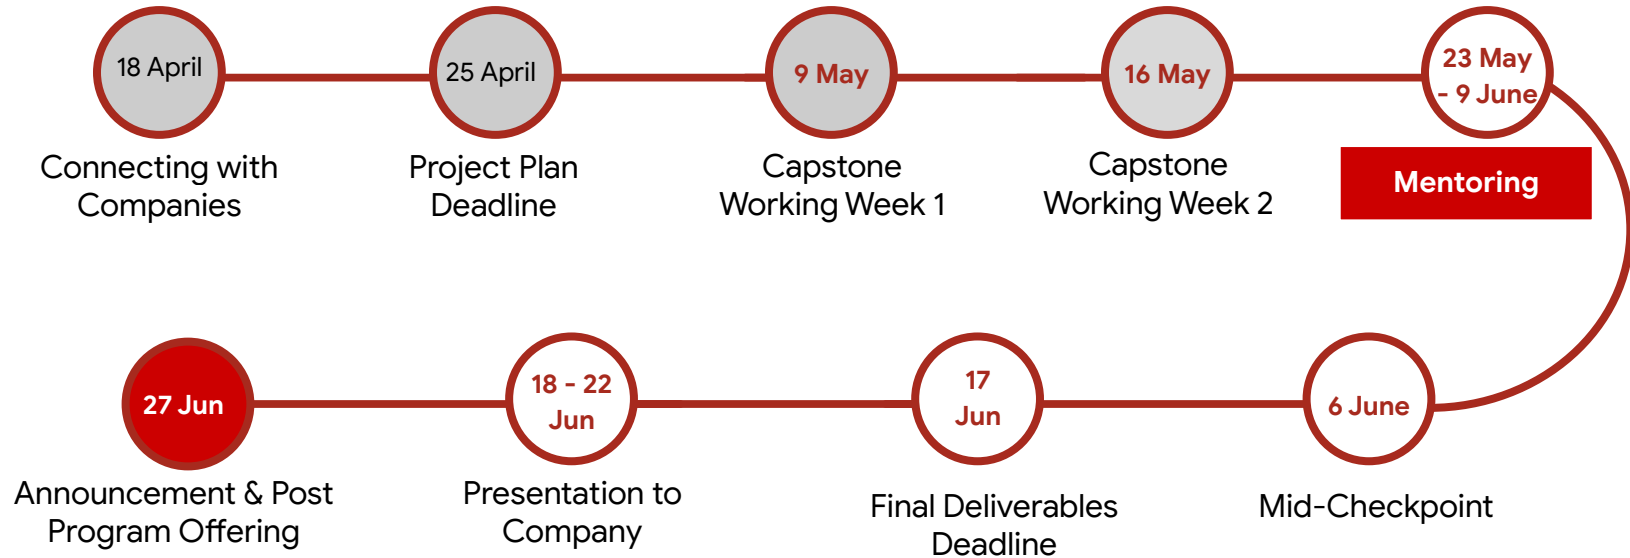 18 April
Connecting with
Companies
25 April
Project Plan
Deadline
9 May
Capstone
Working Week 1
16 May
Capstone
Working Week 2
23 May
- 9 June
Mentoring
6 June
Mid-Checkpoint
17
Jun
Final Deliverables
Deadline
18 - 22
Jun
Presentation to
Company
27 Jun
Announcement & Post
Program Offering